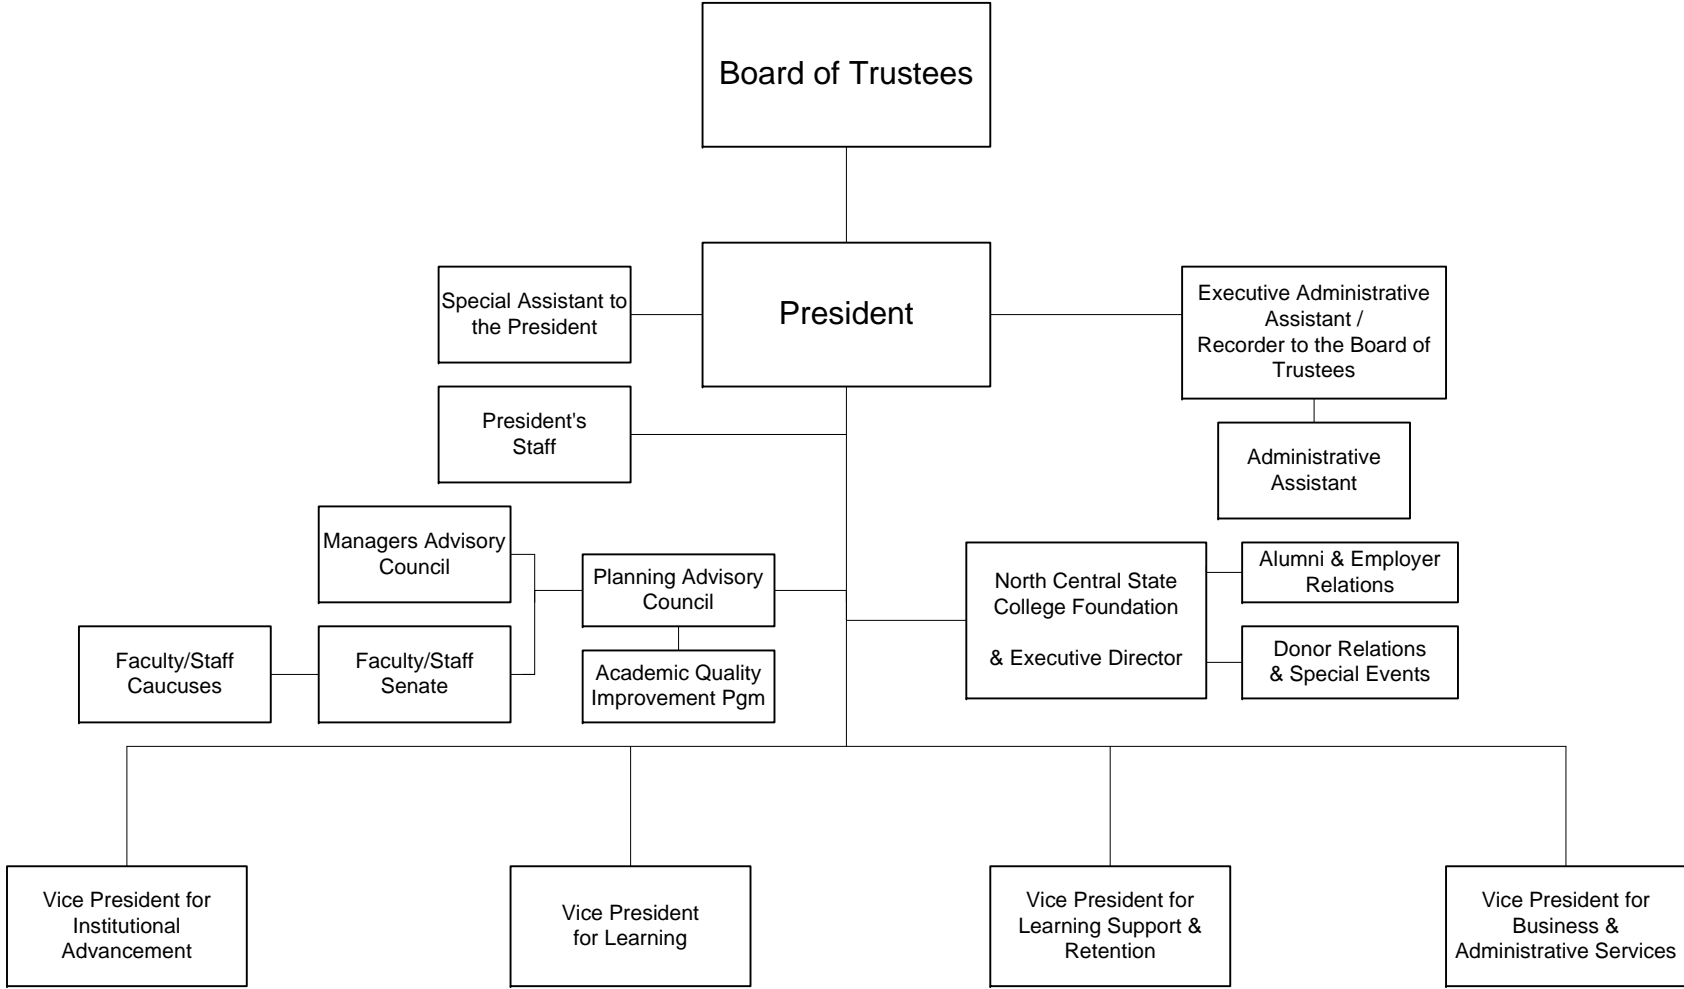 Board of Trustees
President
Special Assistant to
the President
Executive Administrative
Assistant /
Recorder to the Board of
Trustees
President's
Staff
Administrative
Assistant
Managers Advisory
Council
Planning Advisory
Council
North Central State
College Foundation
& Executive Director
Alumni & Employer
Relations
Faculty/Staff
Caucuses
Faculty/Staff
Senate
Academic Quality
Improvement Pgm
Donor Relations
& Special Events
Vice President for
Institutional
Advancement
Vice President
for Learning
Vice President for
Learning Support &
Retention
Vice President for
Business &
Administrative Services